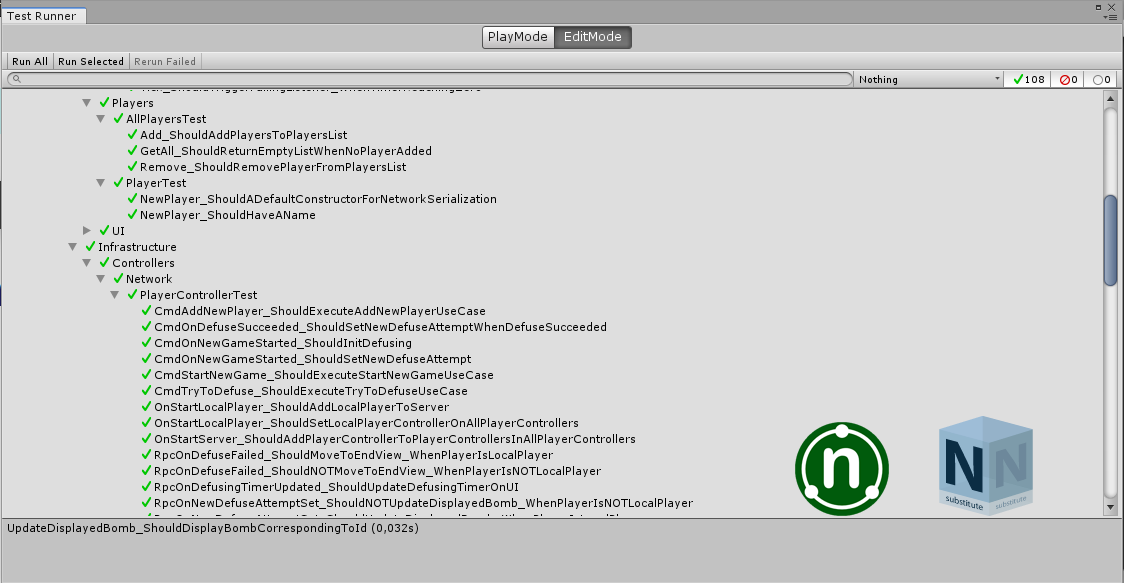 Test Runner
PlayMode EditMode
Run All Run Selected Rerun Failed
Nothing 108 0 0
Players
AllPlayersTest
Add_ShouldAddPlayersToPlayersList
GetAll_ShouldReturnEmptyListWhenNoPlayerAdded
Remove_ShouldRemovePlayerFromPlayersList
PlayerTest
NewPlayer_ShouldADefaultConstructorForNetworkSerialization
NewPlayer_ShouldHaveAName
UI
Infrastructure
Controllers
Network
PlayerControllerTest
CmdAddNewPlayer_ShouldExecuteAddNewPlayerUseCase
CmdOnDefuseSucceeded_ShouldSetNewDefuseAttemptWhenDefuseSucceeded
CmdOnNewGameStarted_ShouldInitDefusing
CmdOnNewGameStarted_ShouldSetNewDefuseAttempt
CmdStartNewGame_ShouldExecuteStartNewGameUseCase
CmdTryToDefuse_ShouldExecuteTryToDefuseUseCase
OnStartLocalPlayer_ShouldAddLocalPlayerToServer
OnStartLocalPlayer_ShouldSetLocalPlayerControllerOnAllPlayerControllers
OnStartServer_ShouldAddPlayerControllerToPlayerControllersInAllPlayerControllers
RpcOnDefuseFailed_ShouldMoveToEndView_WhenPlayerIsLocalPlayer
RpcOnDefuseFailed_ShouldNOTMoveToEndView_WhenPlayerIsNOTLocalPlayer
RpcOnDefusingTimerUpdated_ShouldUpdateDefusingTimerOnUI
RpcOnNewDefuseAttemptSet_ShouldNOTUpdateDisplayedBomb_WhenPlayerIsNOTLocalPlayer
n
N N
substitute substitute
UpdateDisplayedBomb_ShouldDisplayBombCorrespondingToId (0,032s)